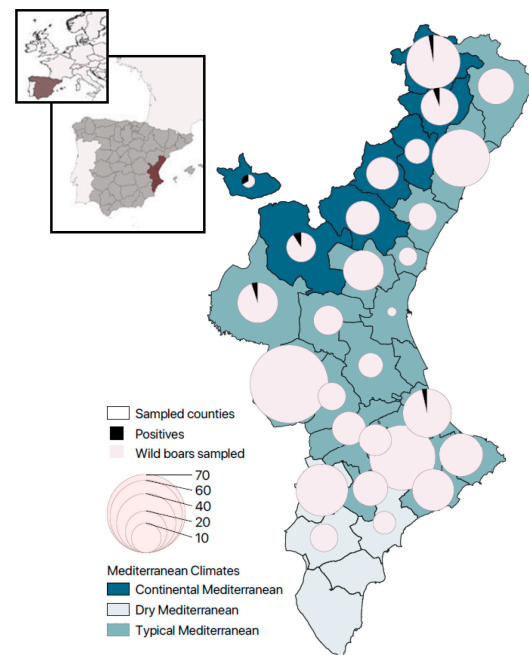 Sampled counties
Positives
Wild boars sampled
70
60
40
20
10
Mediterranean Climates
Continental Mediterranean
Dry Mediterranean
Typical Mediterranean